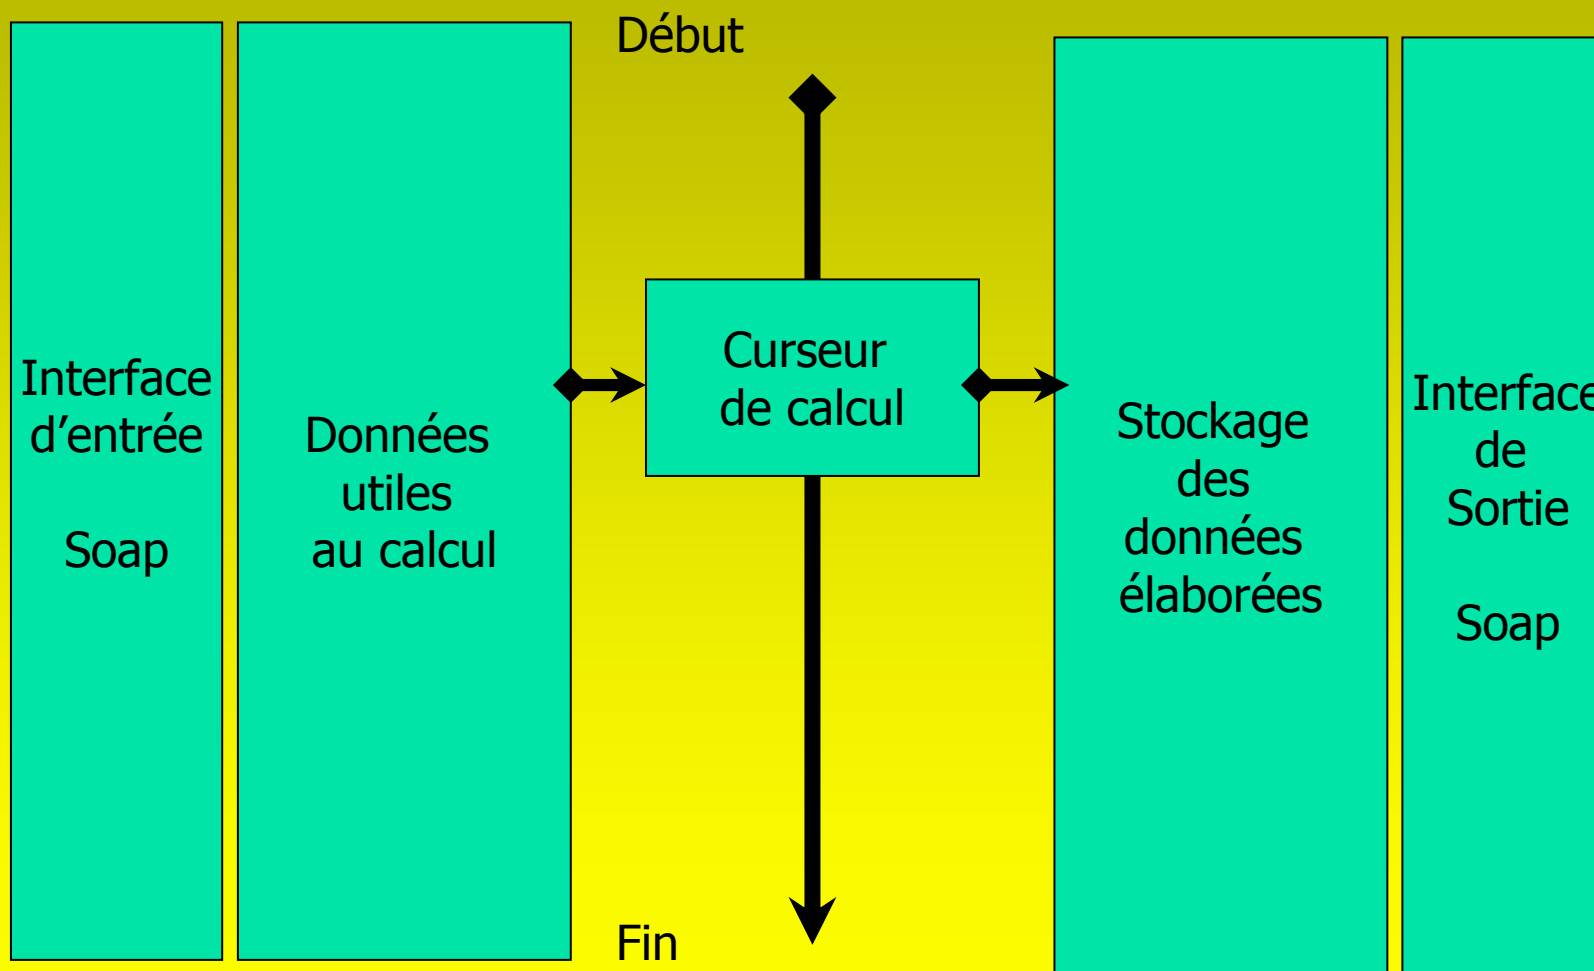 Début
Interface
d’entrée
Soap
Données
utiles
au calcul
Curseur
de calcul
Stockage
des
données
élaborées
Interface
de
Sortie
Soap
Fin